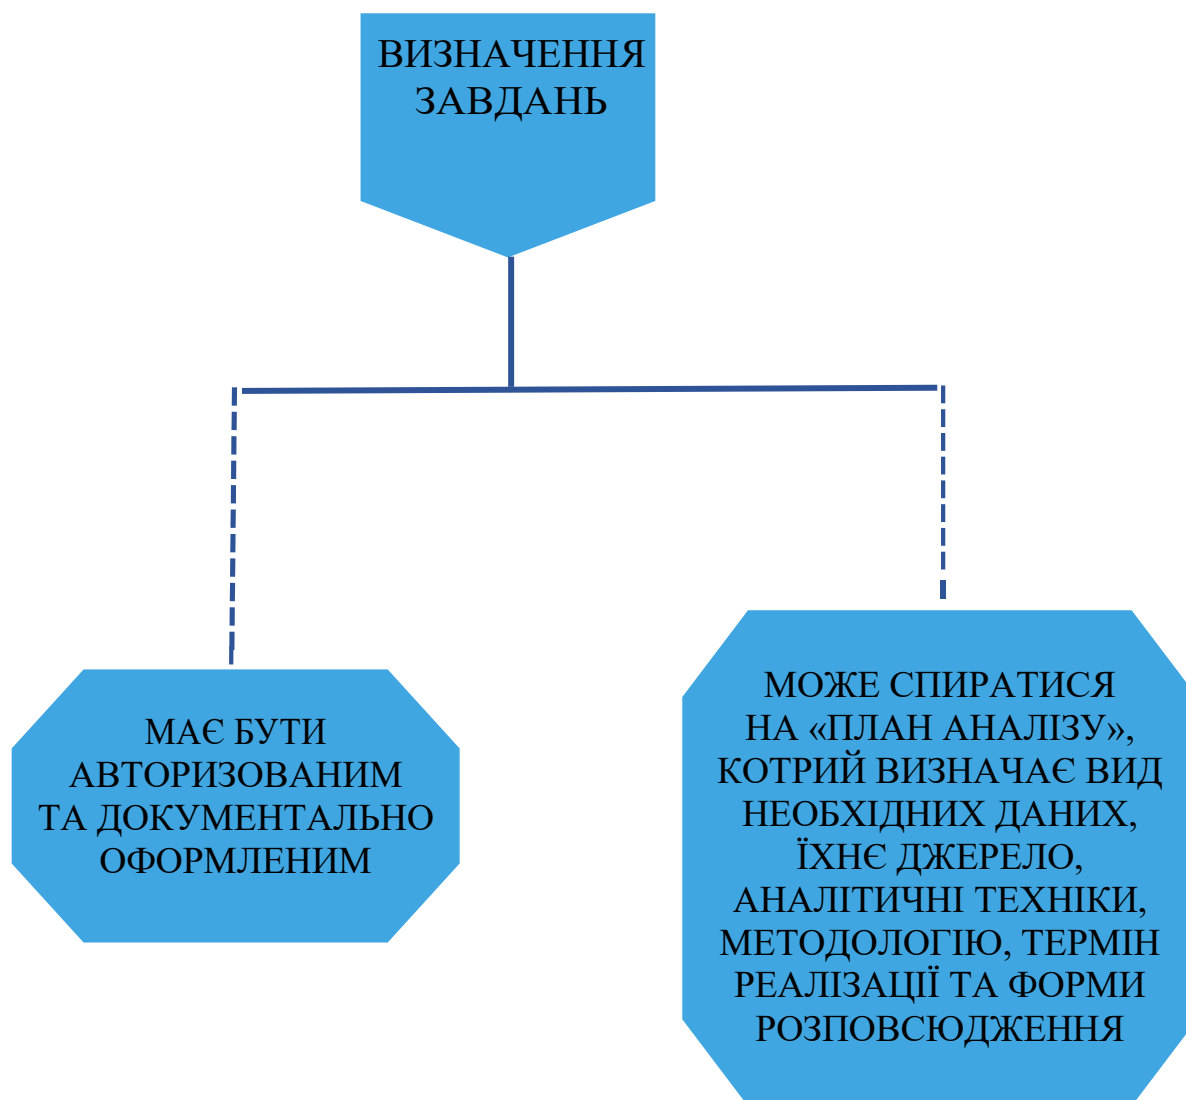 ВИЗНАЧЕННЯ
ЗАВДАНЬ
МАЄ БУТИ
АВТОРИЗОВАНИМ
ТА ДОКУМЕНТАЛЬНО
ОФОРМЛЕНИМ
МОЖЕ СПИРАТИСЯ
НА «ПЛАН АНАЛІЗУ»,
КОТРИЙ ВИЗНАЧАЄ ВИД
НЕОБХІДНИХ ДАНИХ,
ЇХНЄ ДЖЕРЕЛО,
АНАЛІТИЧНІ ТЕХНІКИ,
МЕТОДОЛОГІЮ, ТЕРМІН
РЕАЛІЗАЦІЇ ТА ФОРМИ
РОЗПОВСЮДЖЕННЯ